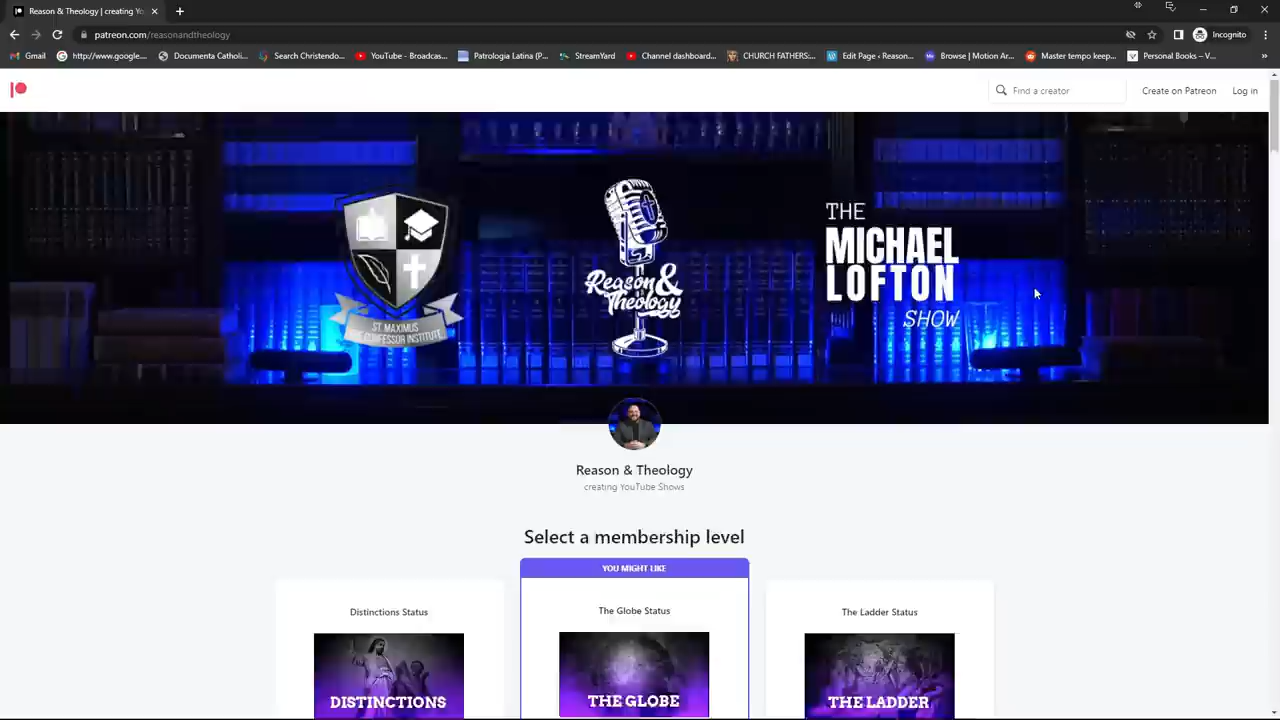 Reason & Theology | creating Yo
patreon.com/reasonandtheology
Incognito
Gmail
http://www.google...
Documenta Catholi...
Search Christendo...
YouTube - Broadcas...
Patrologia Latina (P...
StreamYard
Channel dashboard...
CHURCH FATHERS:...
Edit Page ‹ Reason...
Browse | Motion Ar...
Master tempo keep...
Personal Books – V...
»
Find a creator
Create on Patreon
Log in
ST. MAXIMUS
THE CONFESSOR INSTITUTE
Reason &
Theology
THE
MICHAEL
LOFTON
SHOW
Reason & Theology
creating YouTube Shows
Select a membership level
YOU MIGHT LIKE
Distinctions Status
The Globe Status
The Ladder Status
DISTINCTIONS
THE GLOBE
THE LADDER